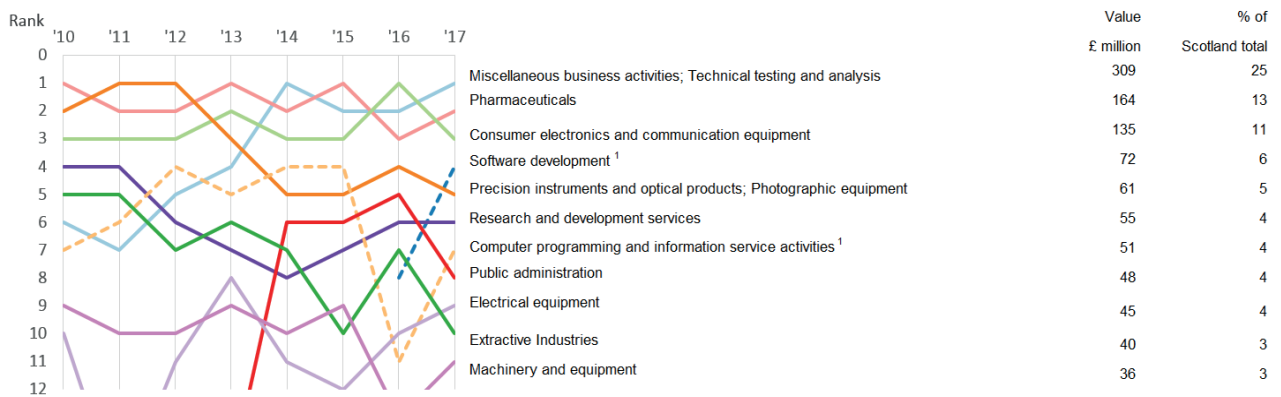 Value % of
Rank '10 '11 '12 '13 '14 '15 '16 '17 £ million Scotland total
0
1 Miscellaneous business activities; Technical testing and analysis 309 25
2 Pharmaceuticals 164 13
3 Consumer electronics and communication equipment 135 11
4 Software development 1 72 6
5 Precision instruments and optical products; Photographic equipment 61 5
6 Research and development services 55 4
7 Computer programming and information service activities 1 51 4
8 Public administration 48 4
9 Electrical equipment 45 4
10 Extractive Industries 40 3
11 Machinery and equipment 36 3
12